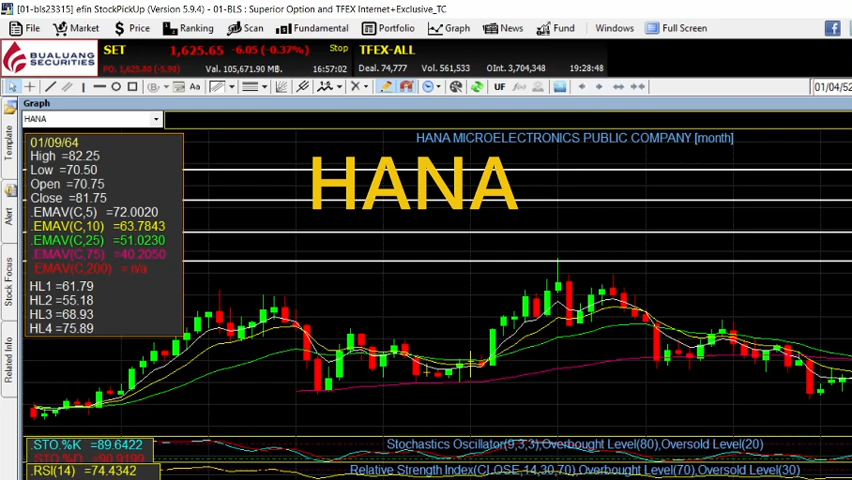 [01-bls23315] efin StockPickUp (Version 5.9.4) - 01-BLS : Superior Option and TFEX Internet+Exclusive_TC
File Market Price Ranking Scan Fundamental Portfolio Graph News Fund Windows Full Screen
BUALUANG SECURITIES
SET 1,625.65 -6.05 (-0.37%) Stop TFEX-ALL
PO. 1,625.80 (-5.90) Val. 105,671.90 MB. 16:57:02 Deal. 74,777 Vol. 561,533 OInt. 3,704,348 19:28:48
Aa UF f(x) 01/04/52
Graph
HANA
HANA MICROELECTRONICS PUBLIC COMPANY [month]
HANA
01/09/64
High =82.25
Low =70.50
Open =70.75
Close =81.75
.EMAV(C,5) =72.0020
.EMAV(C,10) =63.7843
.EMAV(C,25) =51.0230
.EMAV(C,75) =40.2050
.EMAV(C,200) = n/a
HL1 =61.79
HL2 =55.18
HL3 =68.93
HL4 =75.89
Template
Alert
Stock Focus
Related Info
.STO.%K =89.6422
.STO.%D =90.9199
Stochastics Oscillator(9,3,3),Overbought Level(80),Oversold Level(20)
.RSI(14) =74.4342
Relative Strength Index(CLOSE,14,30,70),Overbought Level(70),Oversold Level(30)